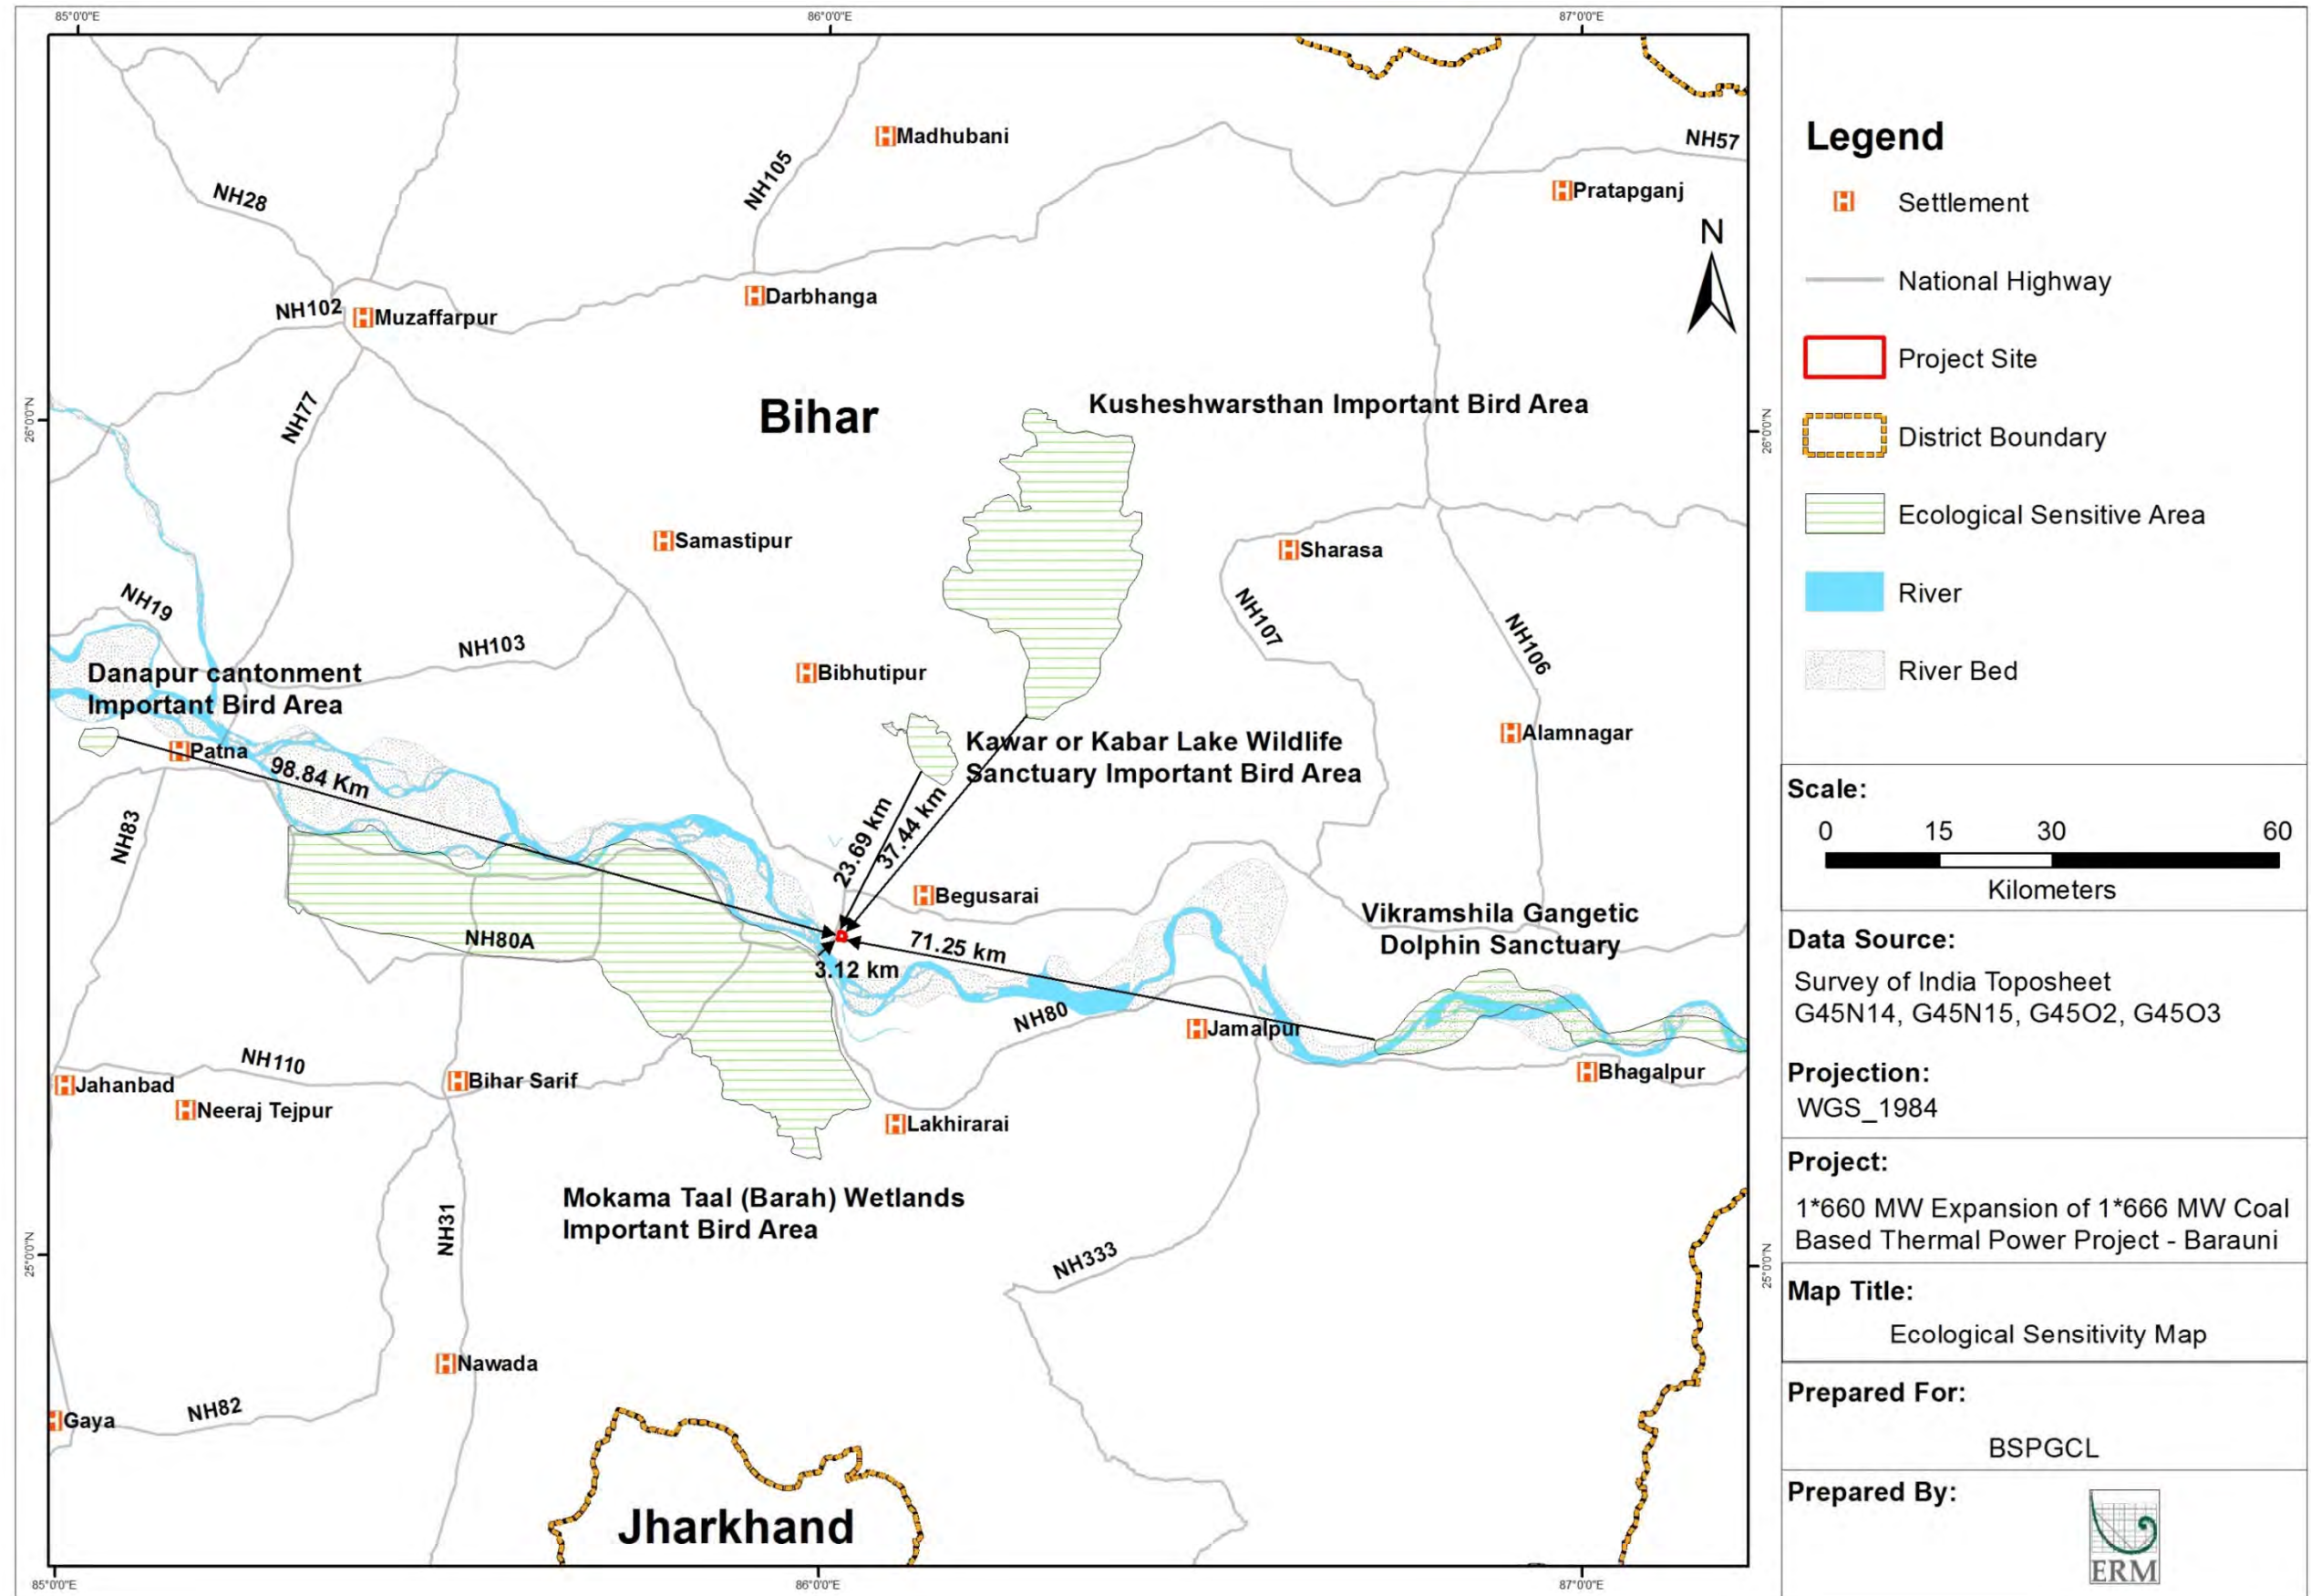 85°0'0"E
86°0'0"E
87°0'0"E
Madhubani
NH57
Pratapganj
NH105
NH28
N
Darbhanga
NH102
Muzaffarpur
26°0'0"N
26°0'0"N
Bihar
Kusheshwarsthan Important Bird Area
NH77
Samastipur
Sharasa
NH19
NH107
NH106
NH103
Danapur cantonment
Important Bird Area
Bibhutipur
Patna
Kawar or Kabar Lake Wildlife
Sanctuary Important Bird Area
Alamnagar
98.84 Km
NH83
23.69 km
37.44 km
Begusarai
Vikramshila Gangetic
Dolphin Sanctuary
NH80A
71.25 km
3.12 km
NH80
Jamalpur
NH110
Jahanbad
Bihar Sarif
Bhagalpur
Neeraj Tejpur
Lakhirarai
Mokama Taal (Barah) Wetlands
Important Bird Area
NH31
25°0'0"N
25°0'0"N
NH333
Nawada
NH82
Gaya
Jharkhand
85°0'0"E
86°0'0"E
87°0'0"E
Legend
Settlement
National Highway
Project Site
District Boundary
Ecological Sensitive Area
River
River Bed
Scale:
0 15 30 60
Kilometers
Data Source:
Survey of India Toposheet
G45N14, G45N15, G45O2, G45O3
Projection:
WGS_1984
Project:
1*660 MW Expansion of 1*666 MW Coal
Based Thermal Power Project - Barauni
Map Title:
Ecological Sensitivity Map
Prepared For:
BSPGCL
Prepared By:
ERM